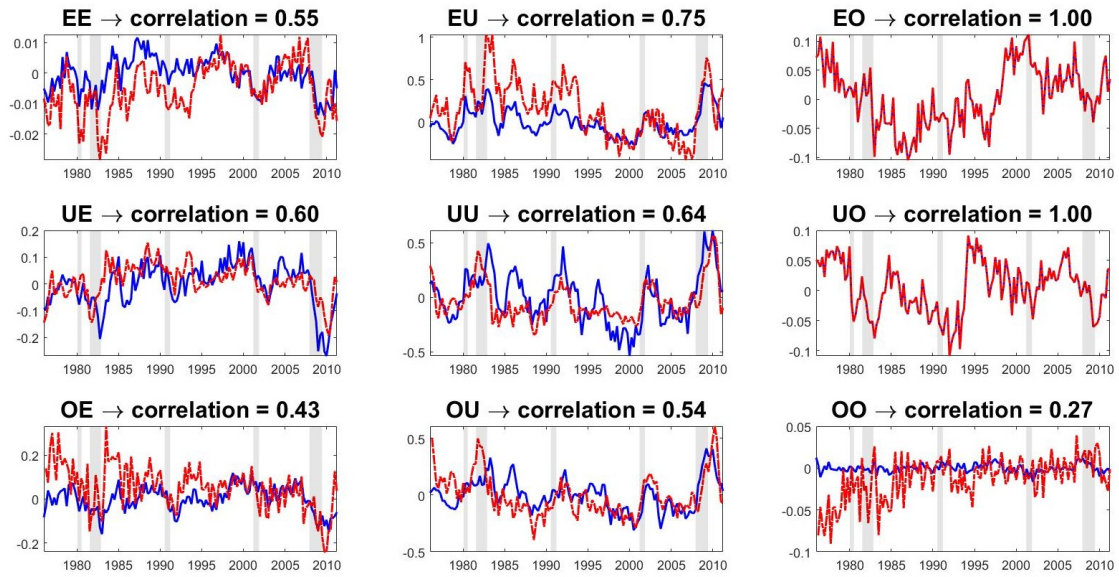 EE → correlation = 0.55
EU → correlation = 0.75
EO → correlation = 1.00
0.01
0
-0.01
-0.02
1980 1985 1990 1995 2000 2005 2010
1
0.5
0
1980 1985 1990 1995 2000 2005 2010
0.1
0.05
0
-0.05
-0.1
1980 1985 1990 1995 2000 2005 2010
UE → correlation = 0.60
UU → correlation = 0.64
UO → correlation = 1.00
0.2
0.1
0
-0.1
-0.2
1980 1985 1990 1995 2000 2005 2010
0.5
0
-0.5
1980 1985 1990 1995 2000 2005 2010
0.1
0.05
0
-0.05
-0.1
1980 1985 1990 1995 2000 2005 2010
OE → correlation = 0.43
OU → correlation = 0.54
OO → correlation = 0.27
0.2
0
-0.2
1980 1985 1990 1995 2000 2005 2010
0.5
0
-0.5
1980 1985 1990 1995 2000 2005 2010
0.05
0
-0.05
-0.1
1980 1985 1990 1995 2000 2005 2010